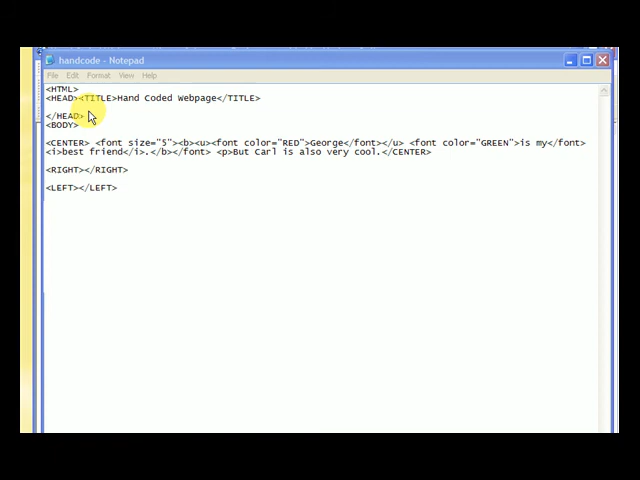 handcode - Notepad
File Edit Format View Help
<HTML>
<HEAD><TITLE>Hand Coded Webpage</TITLE>
</HEAD>
<BODY>
<CENTER> <font size="5"><b><u><font color="RED">George</font></u> <font color="GREEN">is my</font>
<i>best friend</i>.</b></font> <p>But Carl is also very cool.</CENTER>
<RIGHT></RIGHT>
<LEFT></LEFT>